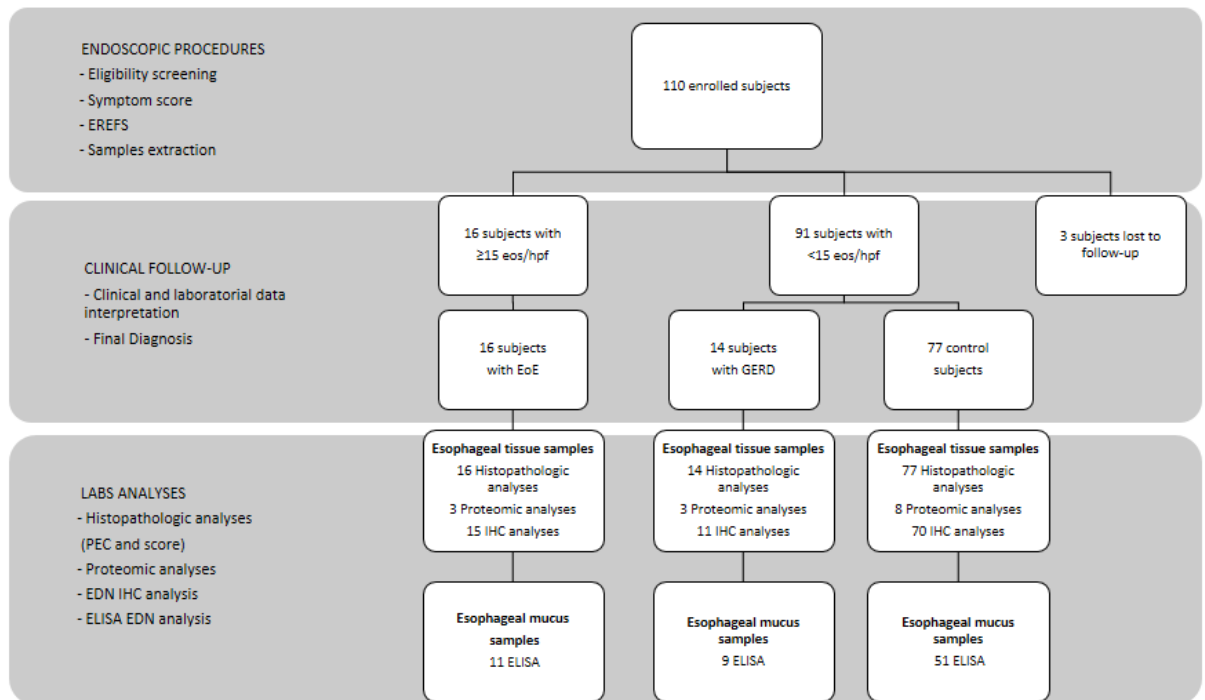 ENDOSCOPIC PROCEDURES
- Eligibility screening
- Symptom score
- EREFS
- Samples extraction
110 enrolled subjects
CLINICAL FOLLOW-UP
- Clinical and laboratorial data
interpretation
- Final Diagnosis
16 subjects with
≥15 eos/hpf
91 subjects with
<15 eos/hpf
3 subjects lost to
follow-up
16 subjects
with EoE
14 subjects
with GERD
77 control
subjects
LABS ANALYSES
- Histopathologic analyses
(PEC and score)
- Proteomic analyses
- EDN IHC analysis
- ELISA EDN analysis
Esophageal tissue samples
16 Histopathologic
analyses
3 Proteomic analyses
15 IHC analyses
Esophageal tissue samples
14 Histopathologic
analyses
3 Proteomic analyses
11 IHC analyses
Esophageal tissue samples
77 Histopathologic
analyses
8 Proteomic analyses
70 IHC analyses
Esophageal mucus
samples
11 ELISA
Esophageal mucus
samples
9 ELISA
Esophageal mucus
samples
51 ELISA